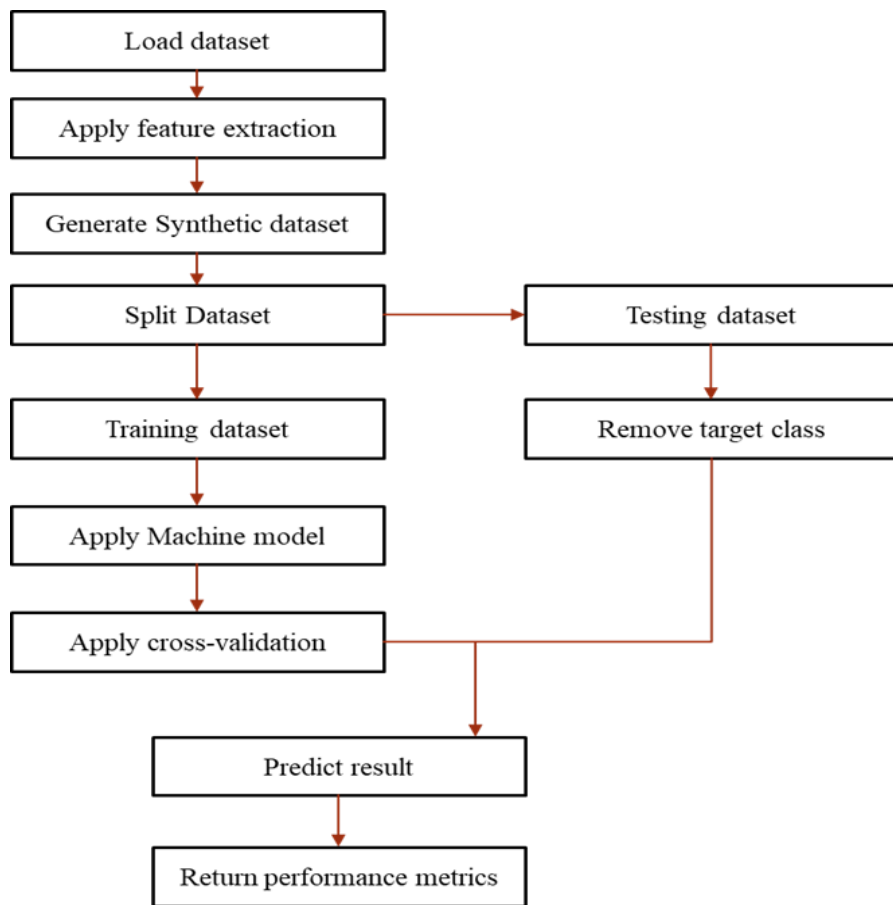 Load dataset
Apply feature extraction
Generate Synthetic dataset
Split Dataset
Testing dataset
Training dataset
Remove target class
Apply Machine model
Apply cross-validation
Predict result
Return performance metrics